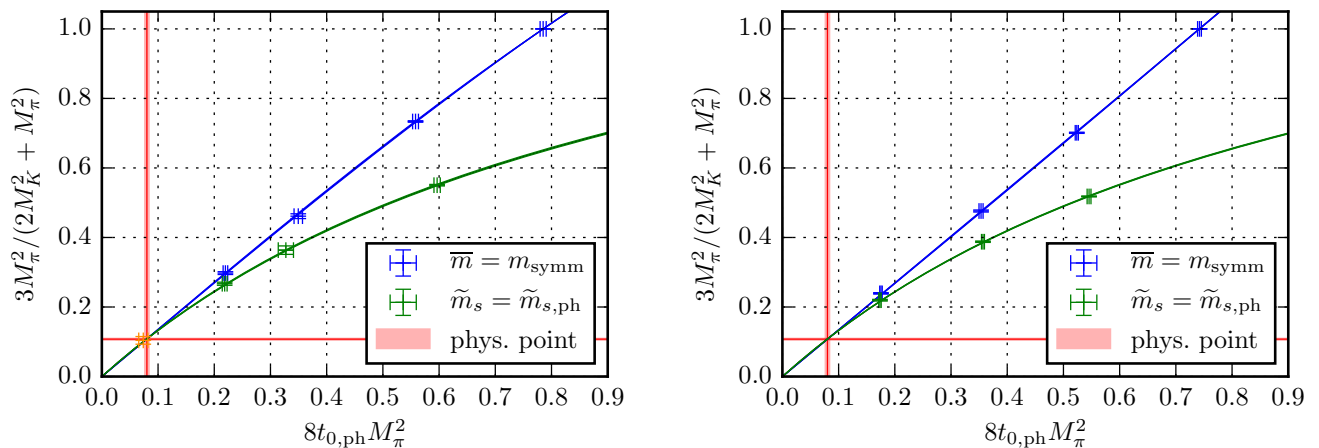 3M_π^2/(2M_K^2 + M_π^2)
1.0
0.8
0.6
0.4
0.2
0.0
0.0 0.1 0.2 0.3 0.4 0.5 0.6 0.7 0.8 0.9
8t_{0,ph}M_π^2
m̅ = m_symm
m̃_s = m̃_{s,ph}
phys. point
3M_π^2/(2M_K^2 + M_π^2)
1.0
0.8
0.6
0.4
0.2
0.0
0.0 0.1 0.2 0.3 0.4 0.5 0.6 0.7 0.8 0.9
8t_{0,ph}M_π^2
m̅ = m_symm
m̃_s = m̃_{s,ph}
phys. point